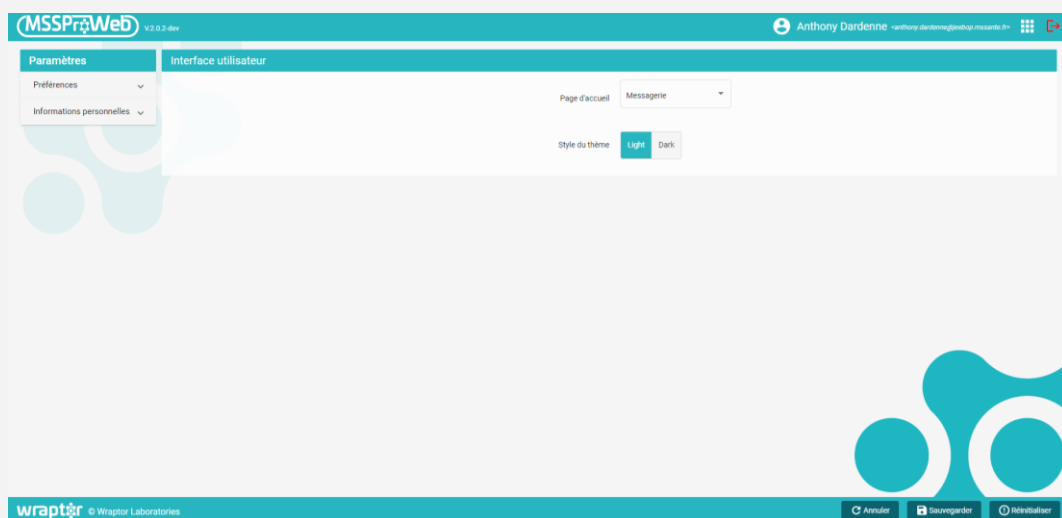 MSSProWeb V.2.0.2-dev
Anthony Dardenne
Paramètres
Préférences
Informations personnelles
Interface utilisateur
Page d'accueil Messagerie
Style du thème Light Dark
wraptor © Wraptor Laboratories
Annuler Sauvegarder Réinitialiser